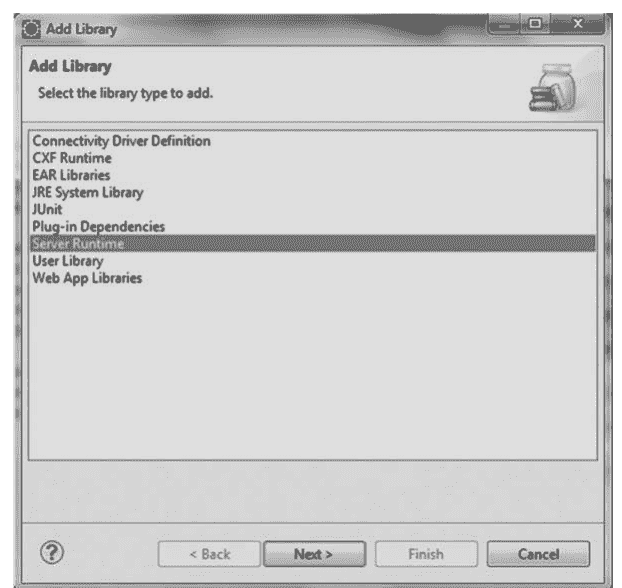 Add Library
Add Library
Select the library type to add.
Connectivity Driver Definition
CXF Runtime
EAR Libraries
JRE System Library
JUnit
Plug-in Dependencies
Server Runtime
User Library
Web App Libraries
?
< Back
Next >
Finish
Cancel